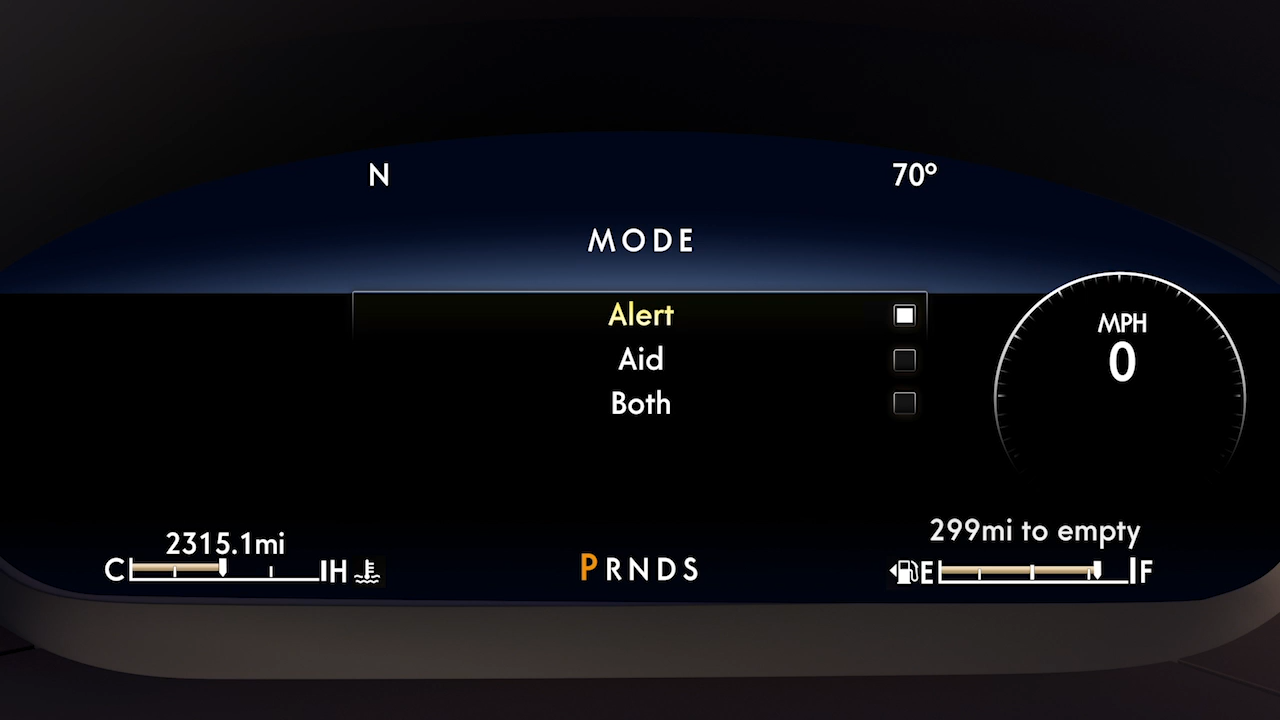 N 70°
MODE
Alert
Aid
Both
MPH
0
2315.1mi
C H
PRNDS
299mi to empty
E F